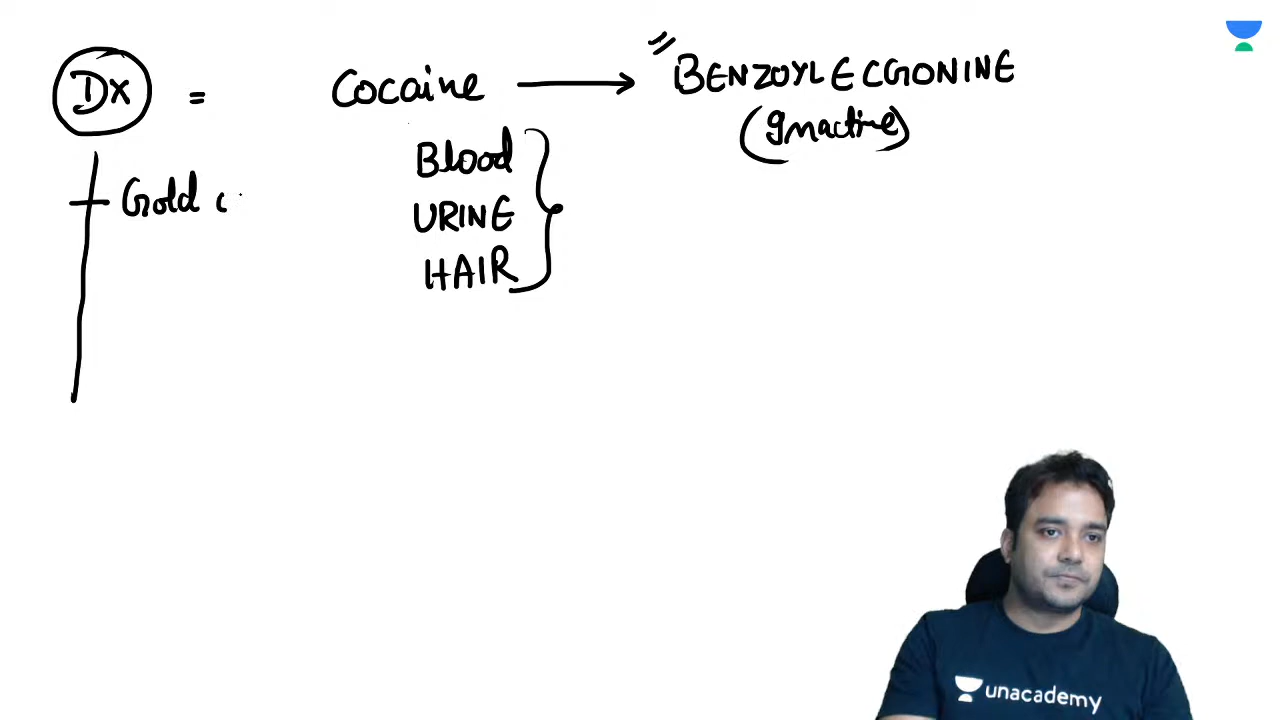 Dx = Cocaine → "BENZOYLECGONINE
(Inactive)
Blood
URINE
HAIR
Gold c
unacademy